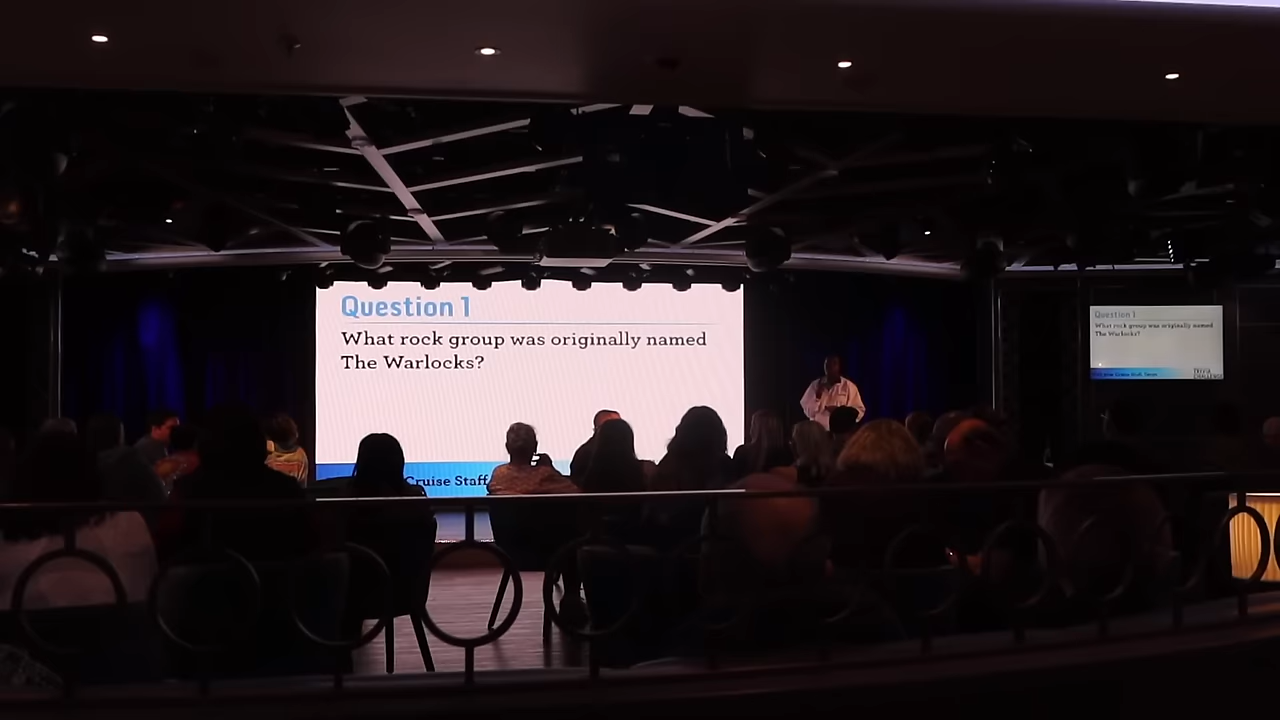 Question 1
What rock group was originally named
The Warlocks?
Cruise Staff
Question 1
What rock group was originally named
The Warlocks?
TRIVIA
CHALLENGE